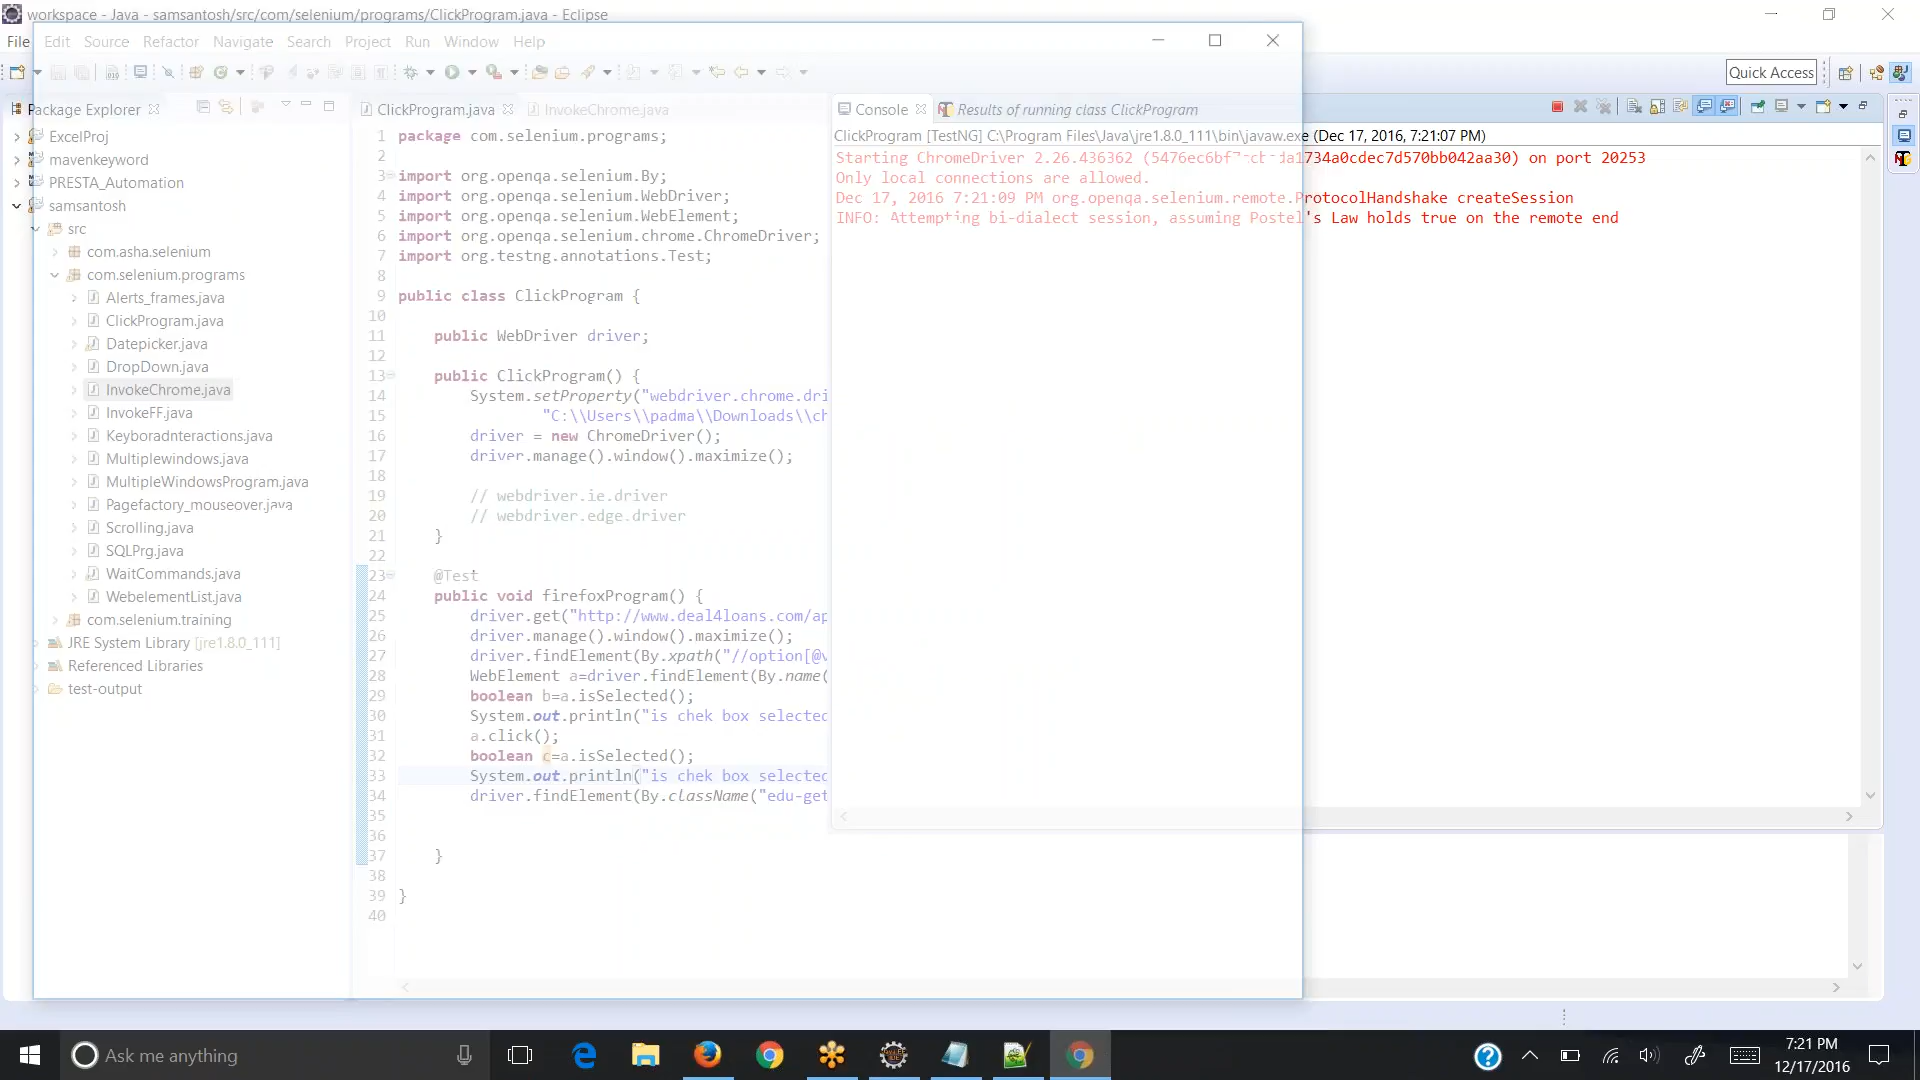 workspace - Java - samsantosh/src/com/selenium/programs/ClickProgram.java - Eclipse
File Edit Source Refactor Navigate Search Project Run Window Help
Quick Access
Package Explorer
ExcelProj
mavenkeyword
PRESTA_Automation
samsantosh
src
com.asha.selenium
com.selenium.programs
Alerts_frames.java
ClickProgram.java
Datepicker.java
DropDown.java
InvokeChrome.java
InvokeFF.java
KeyboradnteractIons.java
Multiplewindows.java
MultipleWindowsProgram.java
Pagefactory_mouseover.java
Scrolling.java
SQLPrg.java
WaitCommands.java
WebelementList.java
com.selenium.training
JRE System Library [jre1.8.0_111]
Referenced Libraries
test-output
ClickProgram.java InvokeChrome.java
1 package com.selenium.programs;
2
3 import org.openqa.selenium.By;
4 import org.openqa.selenium.WebDriver;
5 import org.openqa.selenium.WebElement;
6 import org.openqa.selenium.chrome.ChromeDriver;
7 import org.testng.annotations.Test;
8
9 public class ClickProgram {
10
11 public WebDriver driver;
12
13 public ClickProgram() {
14 System.setProperty("webdriver.chrome.dri
15 "C:\\Users\\padma\\Downloads\\ch
16 driver = new ChromeDriver();
17 driver.manage().window().maximize();
18
19 // webdriver.ie.driver
20 // webdriver.edge.driver
21 }
22
23 @Test
24 public void firefoxProgram() {
25 driver.get("http://www.deal4loans.com/ap
26 driver.manage().window().maximize();
27 driver.findElement(By.xpath("//option[@v
28 WebElement a=driver.findElement(By.name(
29 boolean b=a.isSelected();
30 System.out.println("is chek box selected
31 a.click();
32 boolean c=a.isSelected();
33 System.out.println("is chek box selected
34 driver.findElement(By.className("edu-get
35
36
37 }
38
39 }
40
Console Results of running class ClickProgram
ClickProgram [TestNG] C:\Program Files\Java\jre1.8.0_111\bin\javaw.exe (Dec 17, 2016, 7:21:07 PM)
Starting ChromeDriver 2.26.436362 1734a0cdec7d570bb042aa30) on port 20253
Only local connections are allowed.
Dec 17, 2016 7:21:09 PM org.openqa.selenium.remote.ProtocolHandshake createSession
INFO: Attempting bi-dialect session, assuming Postel's Law holds true on the remote end
Ask me anything
7:21 PM
12/17/2016